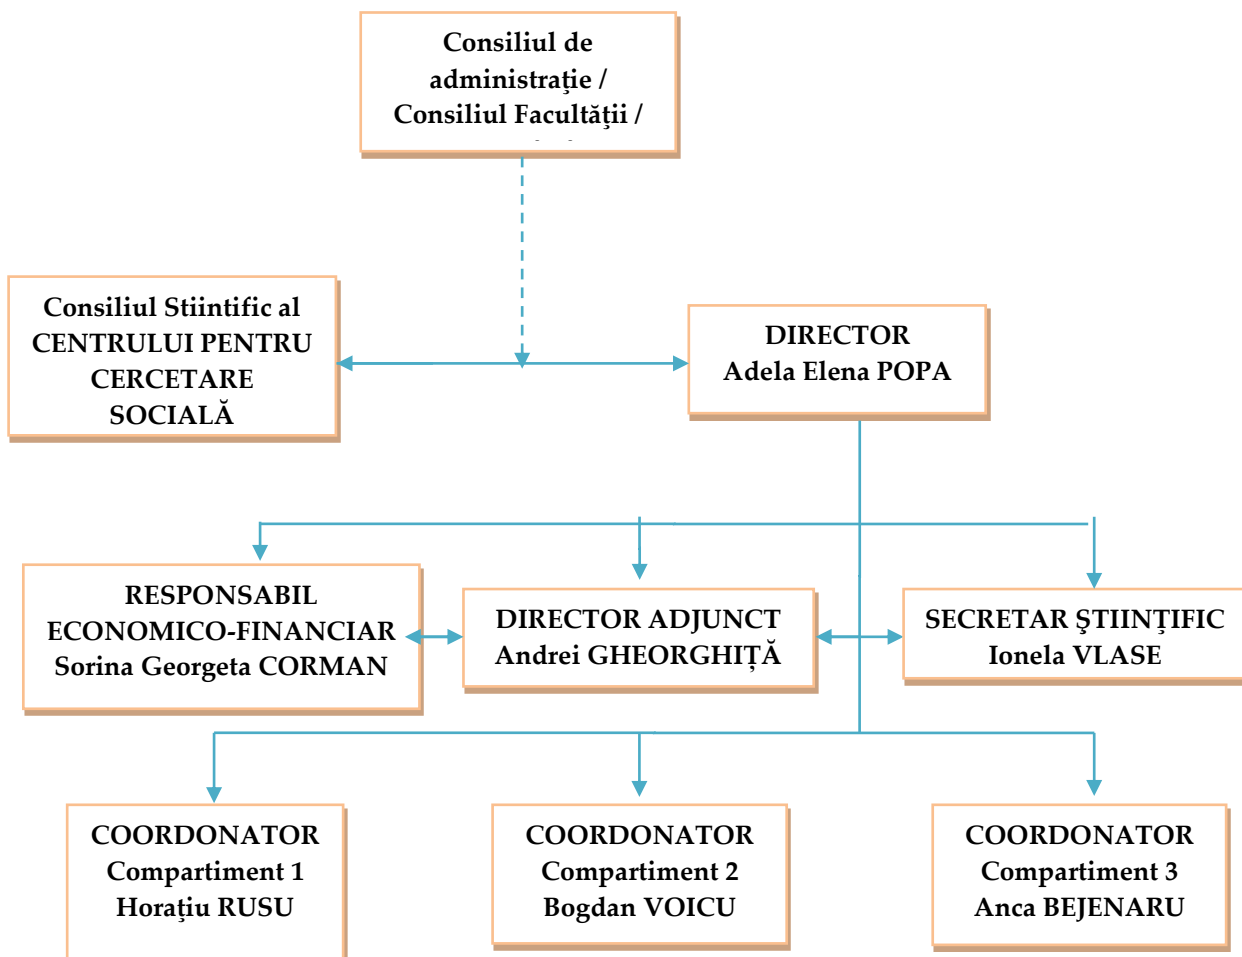 Consiliul de
administraţie /
Consiliul Facultăţii /
Consiliul Stiintific al
CENTRULUI PENTRU
CERCETARE
SOCIALĂ
DIRECTOR
Adela Elena POPA
RESPONSABIL
ECONOMICO-FINANCIAR
Sorina Georgeta CORMAN
DIRECTOR ADJUNCT
Andrei GHEORGHIȚĂ
SECRETAR ŞTIINŢIFIC
Ionela VLASE
COORDONATOR
Compartiment 1
Horaţiu RUSU
COORDONATOR
Compartiment 2
Bogdan VOICU
COORDONATOR
Compartiment 3
Anca BEJENARU